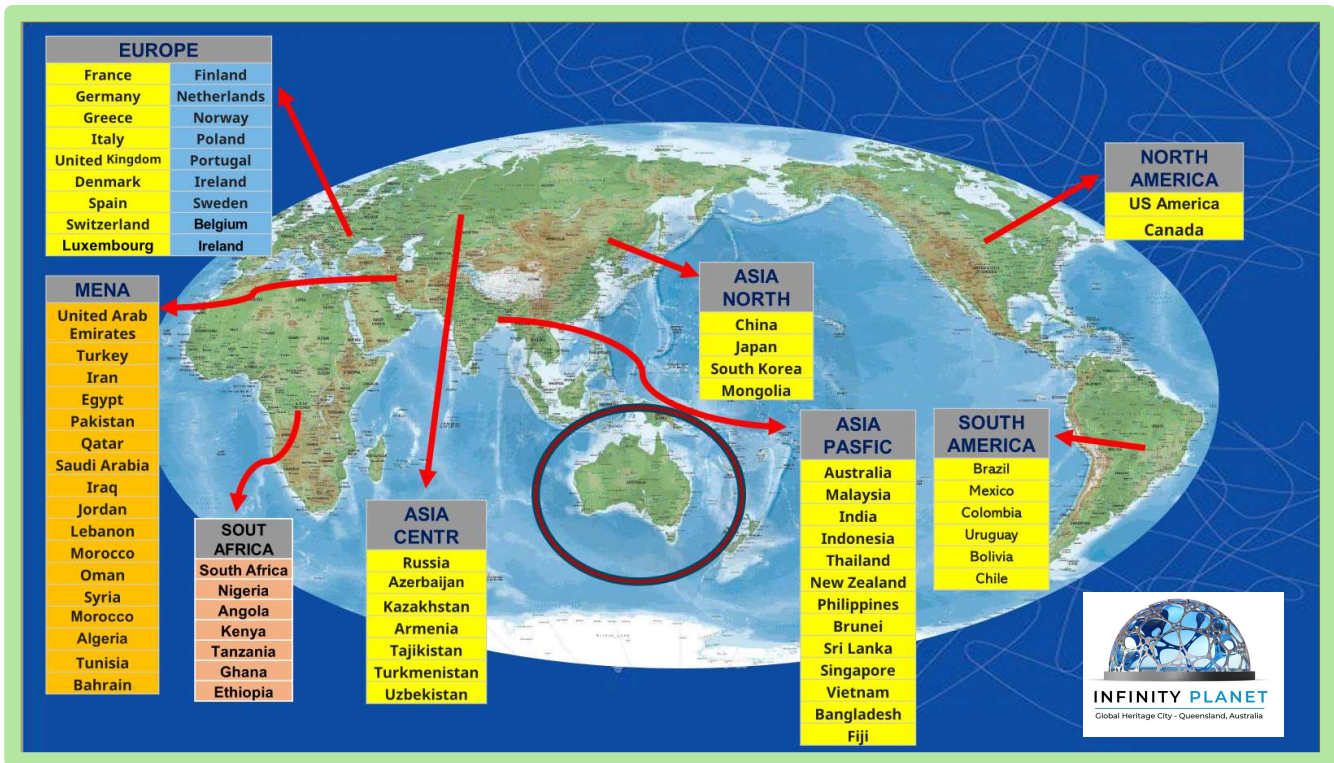 EUROPE
France Finland
Germany Netherlands
Greece Norway
Italy Poland
United Kingdom Portugal
Denmark Ireland
Spain Sweden
Switzerland Belgium
Luxembourg Ireland
NORTH
AMERICA
US America
Canada
MENA
United Arab
Emirates
Turkey
Iran
Egypt
Pakistan
Qatar
Saudi Arabia
Iraq
Jordan
Lebanon
Morocco
Oman
Syria
Morocco
Algeria
Tunisia
Bahrain
ASIA
NORTH
China
Japan
South Korea
Mongolia
SOUT
AFRICA
South Africa
Nigeria
Angola
Kenya
Tanzania
Ghana
Ethiopia
ASIA
CENTR
Russia
Azerbaijan
Kazakhstan
Armenia
Tajikistan
Turkmenistan
Uzbekistan
ASIA
PASFIC
Australia
Malaysia
India
Indonesia
Thailand
New Zealand
Philippines
Brunei
Sri Lanka
Singapore
Vietnam
Bangladesh
Fiji
SOUTH
AMERICA
Brazil
Mexico
Colombia
Uruguay
Bolivia
Chile
INFINITY PLANET
Global Heritage City - Queensland, Australia